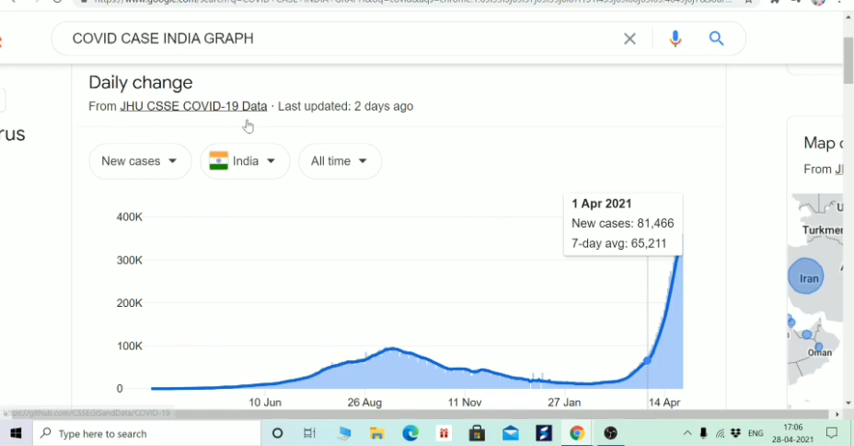 COVID CASE INDIA GRAPH
Daily change
From JHU CSSE COVID-19 Data · Last updated: 2 days ago
rus
New cases
India
All time
1 Apr 2021
New cases: 81,466
7-day avg: 65,211
400K
300K
200K
100K
0
10 Jun
26 Aug
11 Nov
27 Jan
14 Apr
Map
From
Turkmen
Iran
Oman
Type here to search
ENG
17:06
28-04-2021